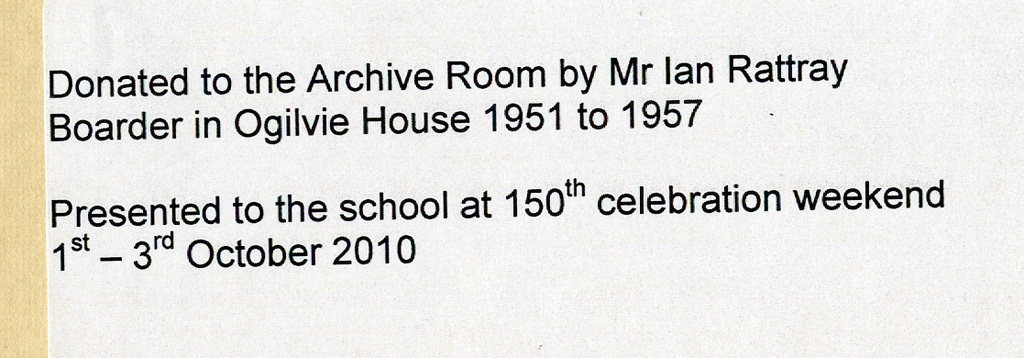 Donated to the Archive Room by Mr Ian Rattray
Boarder in Ogilvie House 1951 to 1957
Presented to the school at 150th celebration weekend
1st – 3rd October 2010